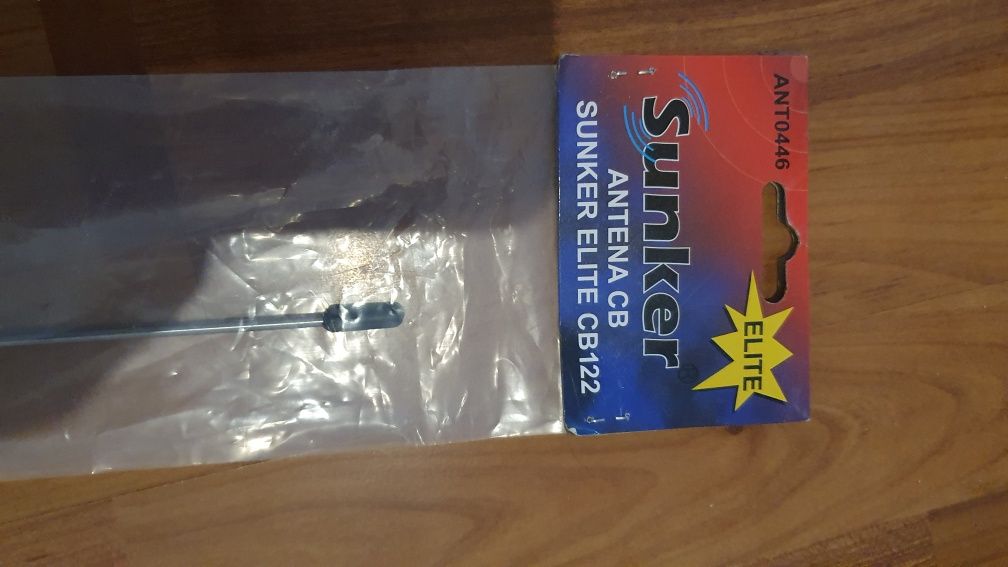 ANT0446
ELITE
Sunker®
ANTENA CB
SUNKER ELITE CB122